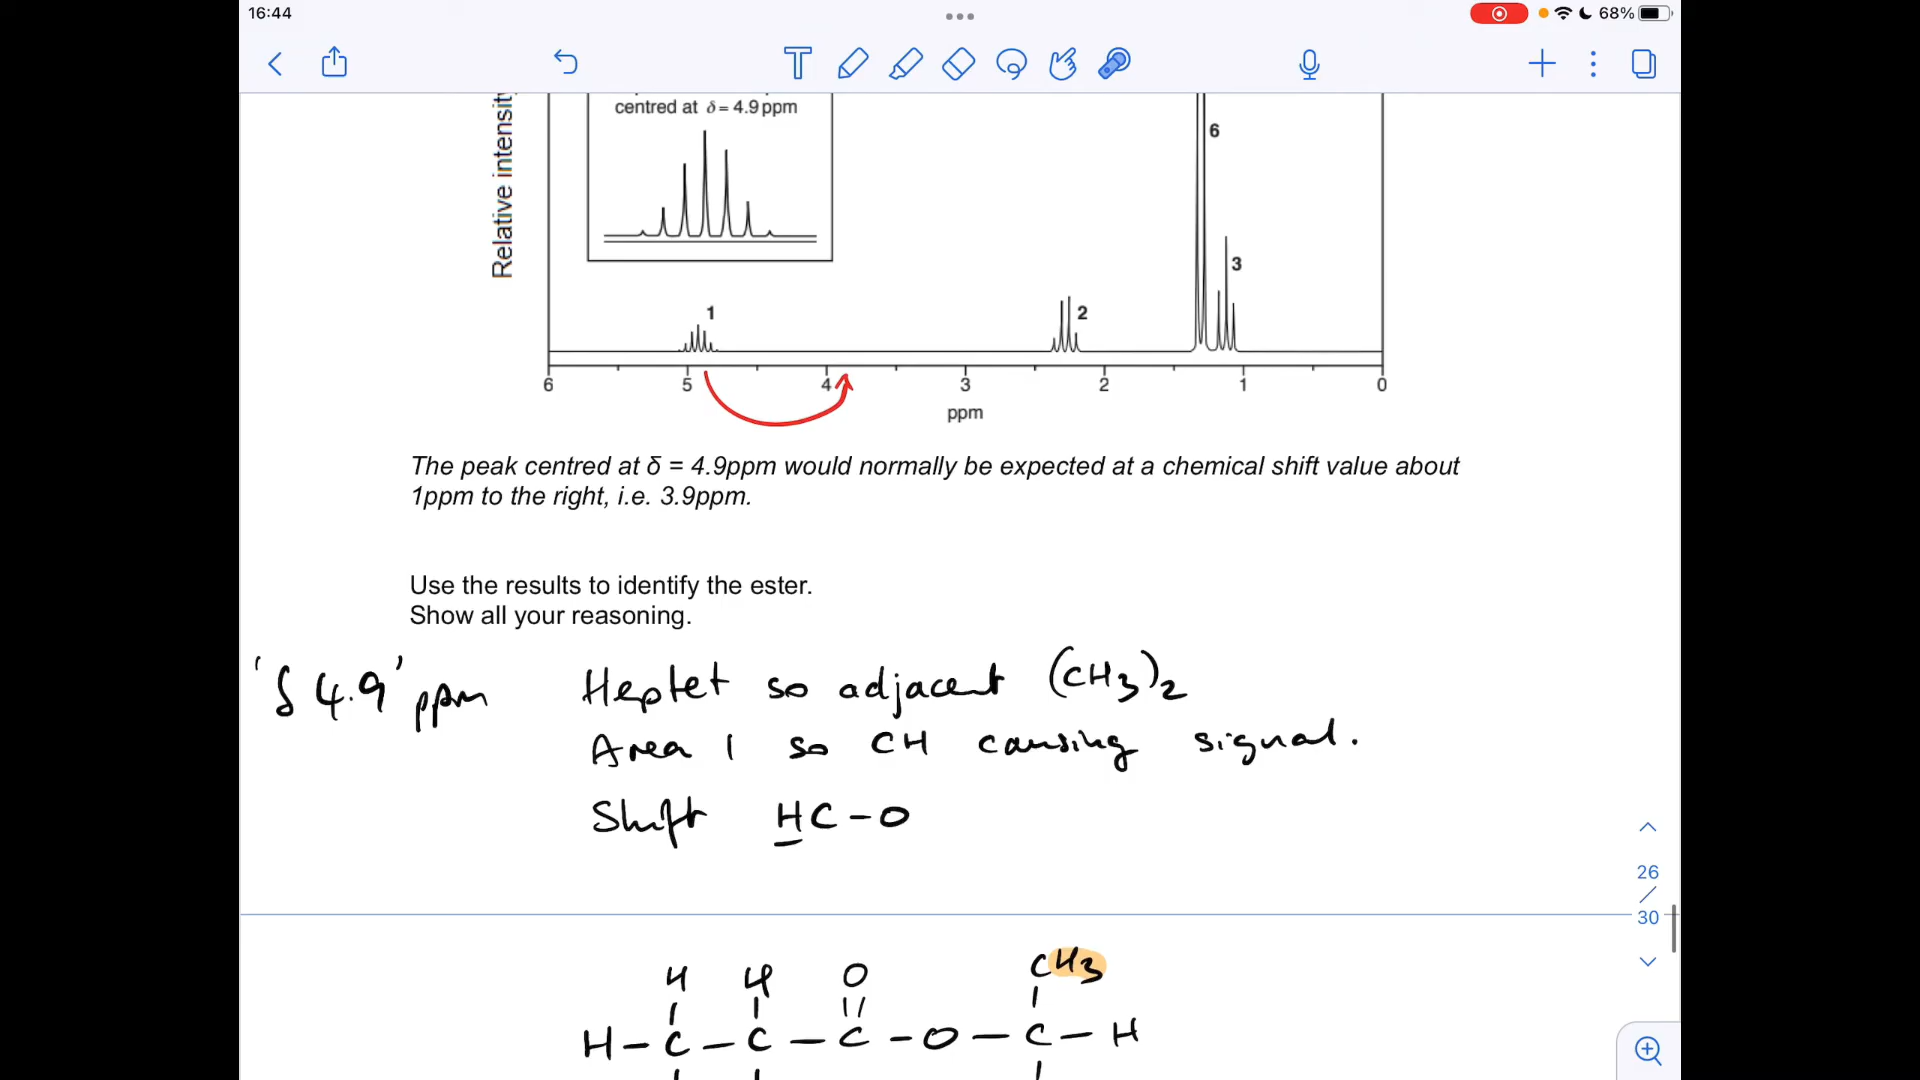 16:44
68%
Relative intensit
centred at δ = 4.9 ppm
6
3
1
2
6 5 4 3 2 1 0
ppm
The peak centred at δ = 4.9ppm would normally be expected at a chemical shift value about
1ppm to the right, i.e. 3.9ppm.
Use the results to identify the ester.
Show all your reasoning.
'δ 4.9' ppm Heptet so adjacent (CH3)2
Area 1 so CH causing signal.
Shift HC-O
26
/
30
H H O CH3
H-C-C-C-O-C-H